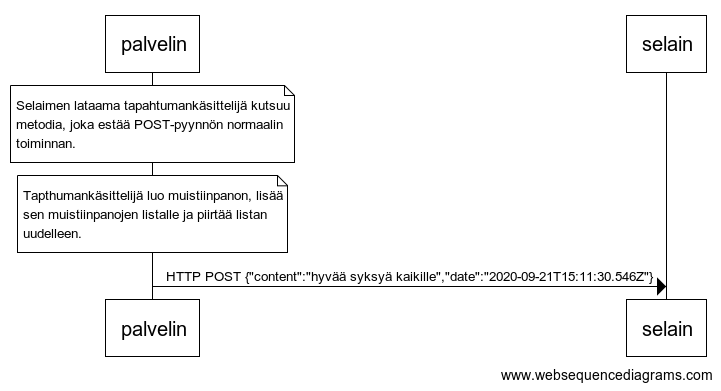 palvelin
selain
Selaimen lataama tapahtumankäsittelijä kutsuu
metodia, joka estää POST-pyynnön normaalin
toiminnan.
Tapthumankäsittelijä luo muistiinpanon, lisää
sen muistiinpanojen listalle ja piirtää listan
uudelleen.
HTTP POST {"content":"hyvää syksyä kaikille","date":"2020-09-21T15:11:30.546Z"}
palvelin
selain
www.websequencediagrams.com